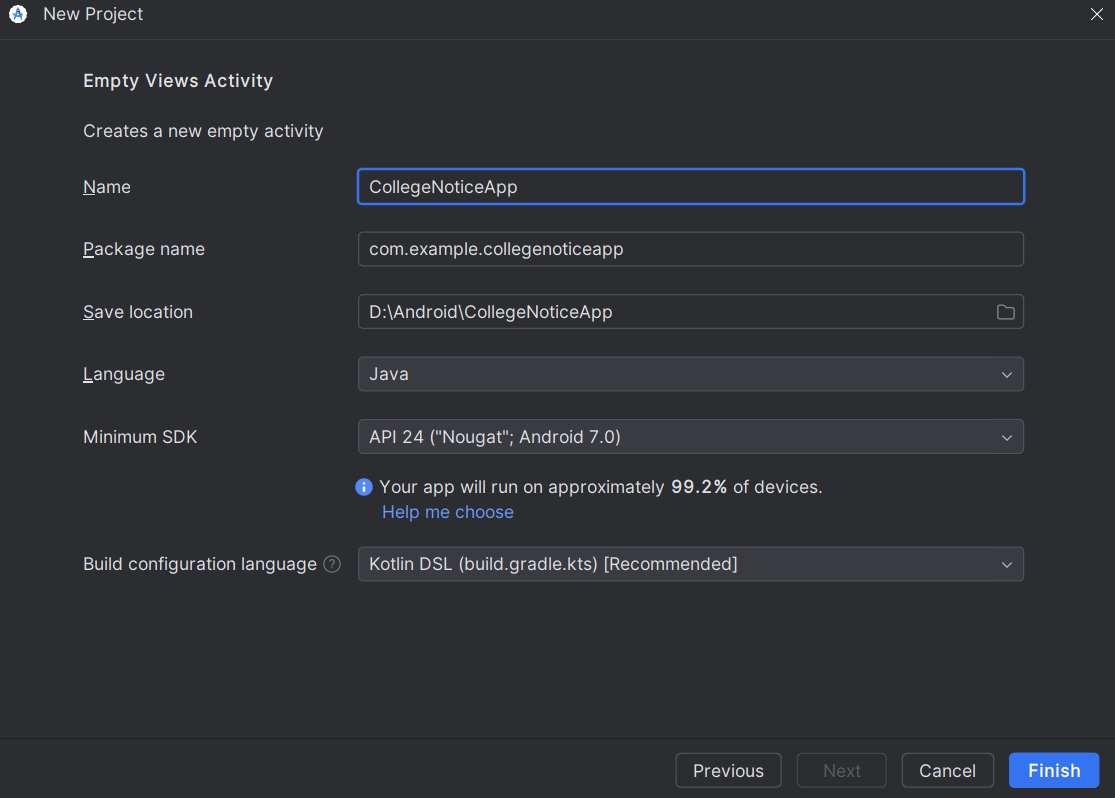 New Project
Empty Views Activity
Creates a new empty activity
Name CollegeNoticeApp
Package name com.example.collegenoticeapp
Save location D:\Android\CollegeNoticeApp
Language Java
Minimum SDK API 24 ("Nougat"; Android 7.0)
Your app will run on approximately 99.2% of devices.
Help me choose
Build configuration language ? Kotlin DSL (build.gradle.kts) [Recommended]
Previous Next Cancel Finish